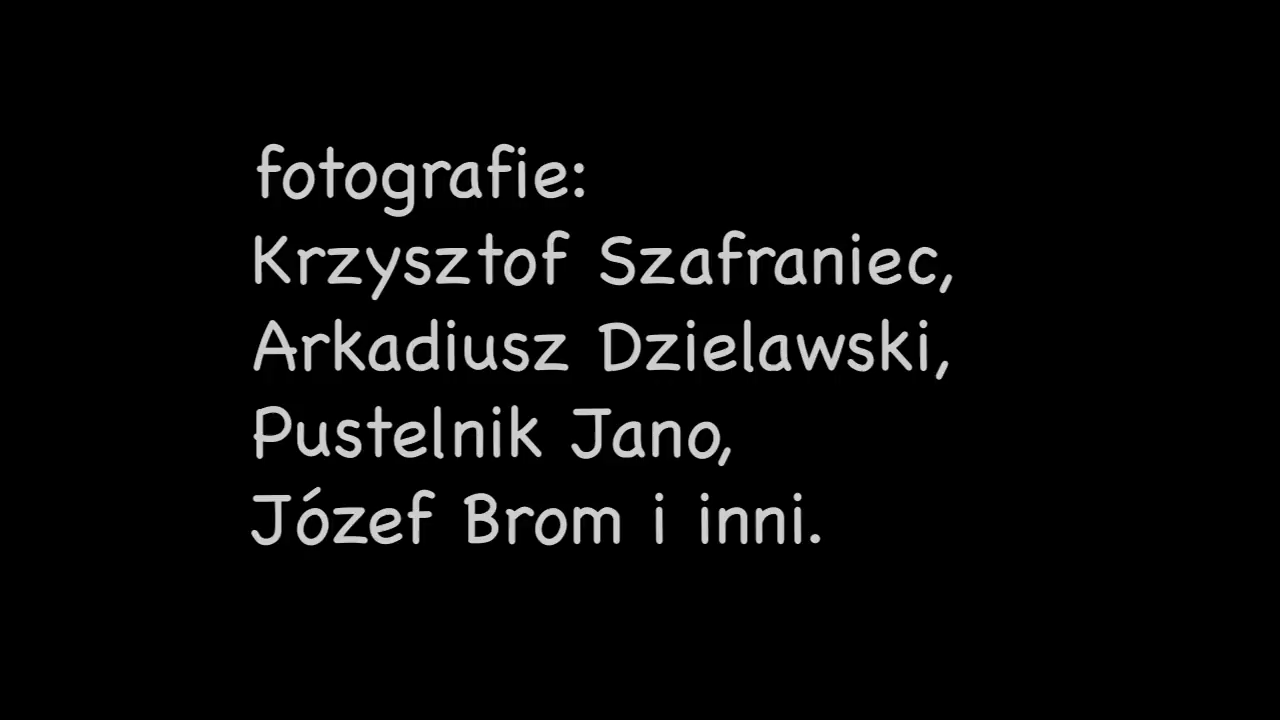 fotografie:
Krzysztof Szafraniec,
Arkadiusz Dzielawski,
Pustelnik Jano,
Józef Brom i inni.